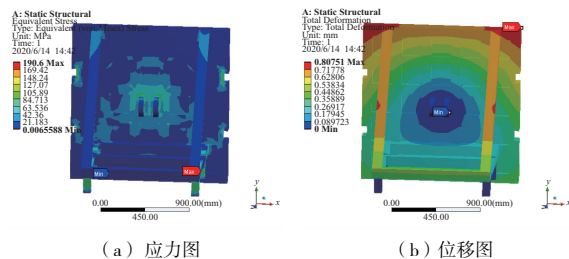 A: Static Structural
Equivalent Stress
Type: Equivalent (von-Mises) Stress
Unit: MPa
Time: 1
2020/6/14 14:42
190.6 Max
169.42
148.24
127.07
105.89
84.713
63.536
42.36
21.183
0.0065588 Min
Min
Max
0.00
900.00(mm)
450.00
y
x
(a) 应力图
A: Static Structural
Total Deformation
Type: Total Deformation
Unit: mm
Time: 1
2020/6/14 14:42
0.80751 Max
0.71778
0.62806
0.53834
0.44862
0.35889
0.26917
0.17945
0.089723
0 Min
Max
Min
0.00
900.00(mm)
450.00
y
x
(b) 位移图